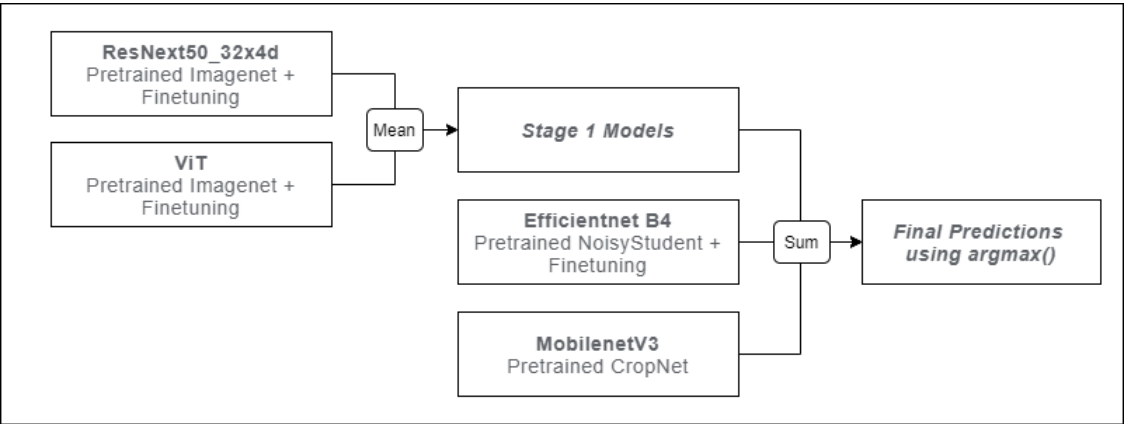 ResNext50_32x4d
Pretrained Imagenet +
Finetuning
ViT
Pretrained Imagenet +
Finetuning
Mean
Stage 1 Models
Efficientnet B4
Pretrained NoisyStudent +
Finetuning
MobilenetV3
Pretrained CropNet
Sum
Final Predictions
using argmax()